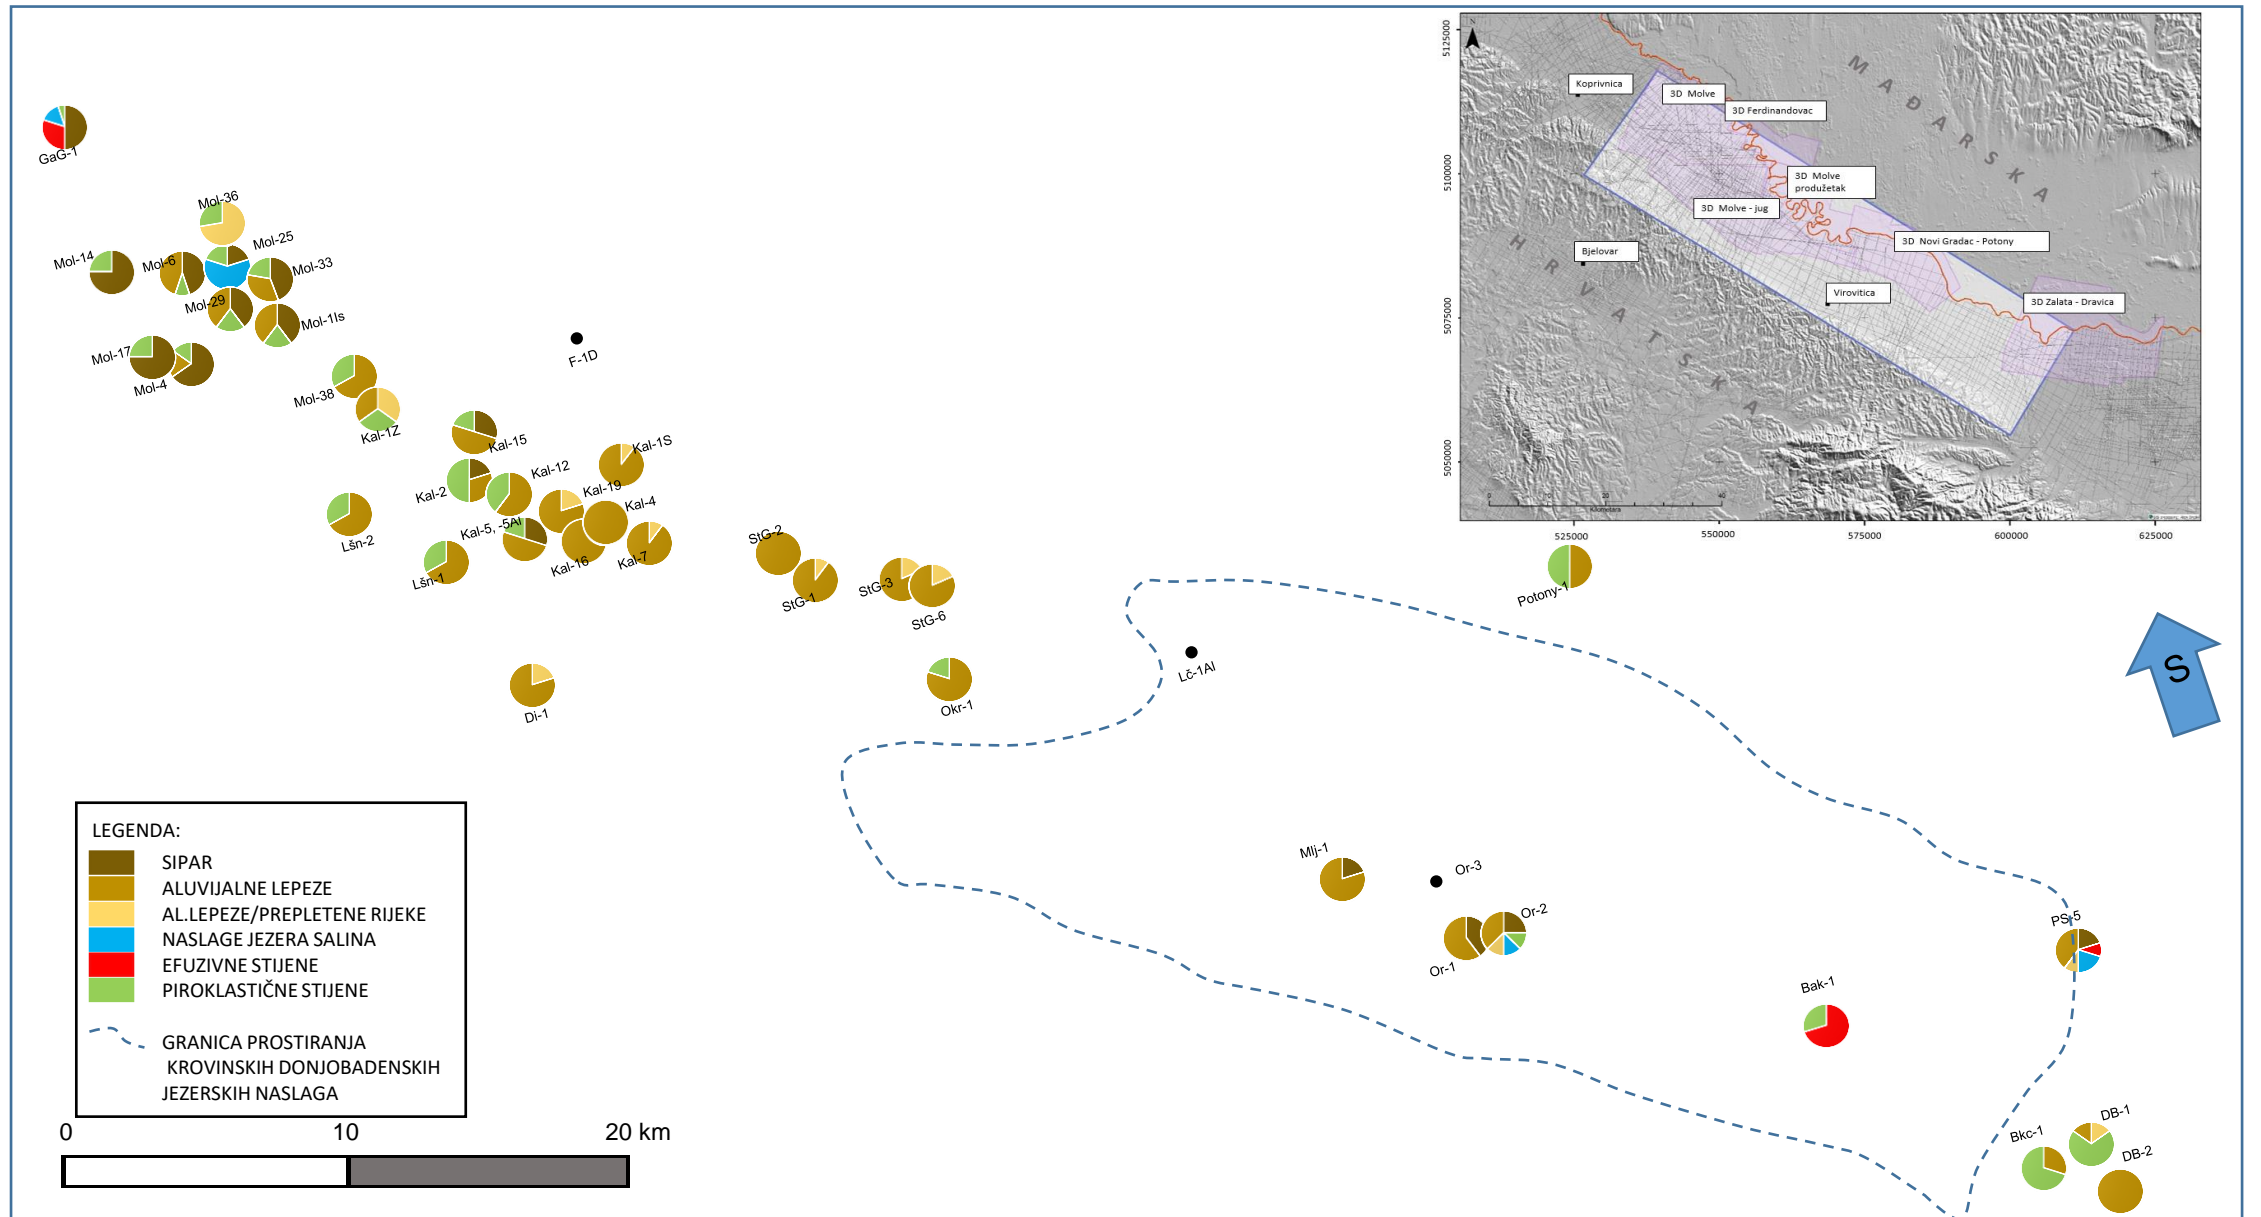 GaG-1
Mol-36
Mol-14
Mol-6
Mol-25
Mol-33
Mol-29
Mol-1Is
Mol-17
Mol-4
Mol-38
Kal-1Z
F-1D
Kal-15
Kal-1S
Kal-2
Kal-12
Kal-19
Kal-4
Kal-5, -5Al
Kal-16
Kal-7
Lšn-2
Lšn-1
StG-2
StG-1
StG-3
StG-6
Di-1
Okr-1
Lč-1Al
Potony-1
Mlj-1
Or-3
Or-2
Or-1
Bak-1
PS-5
DB-1
Bkc-1
DB-2
S
N
5125000
5100000
5075000
5050000
525000
550000
575000
600000
625000
Koprivnica
3D Molve
3D Ferdinandovac
3D Molve
produžetak
3D Molve - jug
3D Novi Gradac - Potony
Bjelovar
Virovitica
3D Zalata - Dravica
MAĐARSKA
HRVATSKA
0
20
40
Kilometara
LEGENDA:
SIPAR
ALUVIJALNE LEPEZE
AL.LEPEZE/PREPLETENE RIJEKE
NASLAGE JEZERA SALINA
EFUZIVNE STIJENE
PIROKLASTIČNE STIJENE
GRANICA PROSTIRANJA
KROVINSKIH DONJOBADENSKIH
JEZERSKIH NASLAGA
0
10
20 km